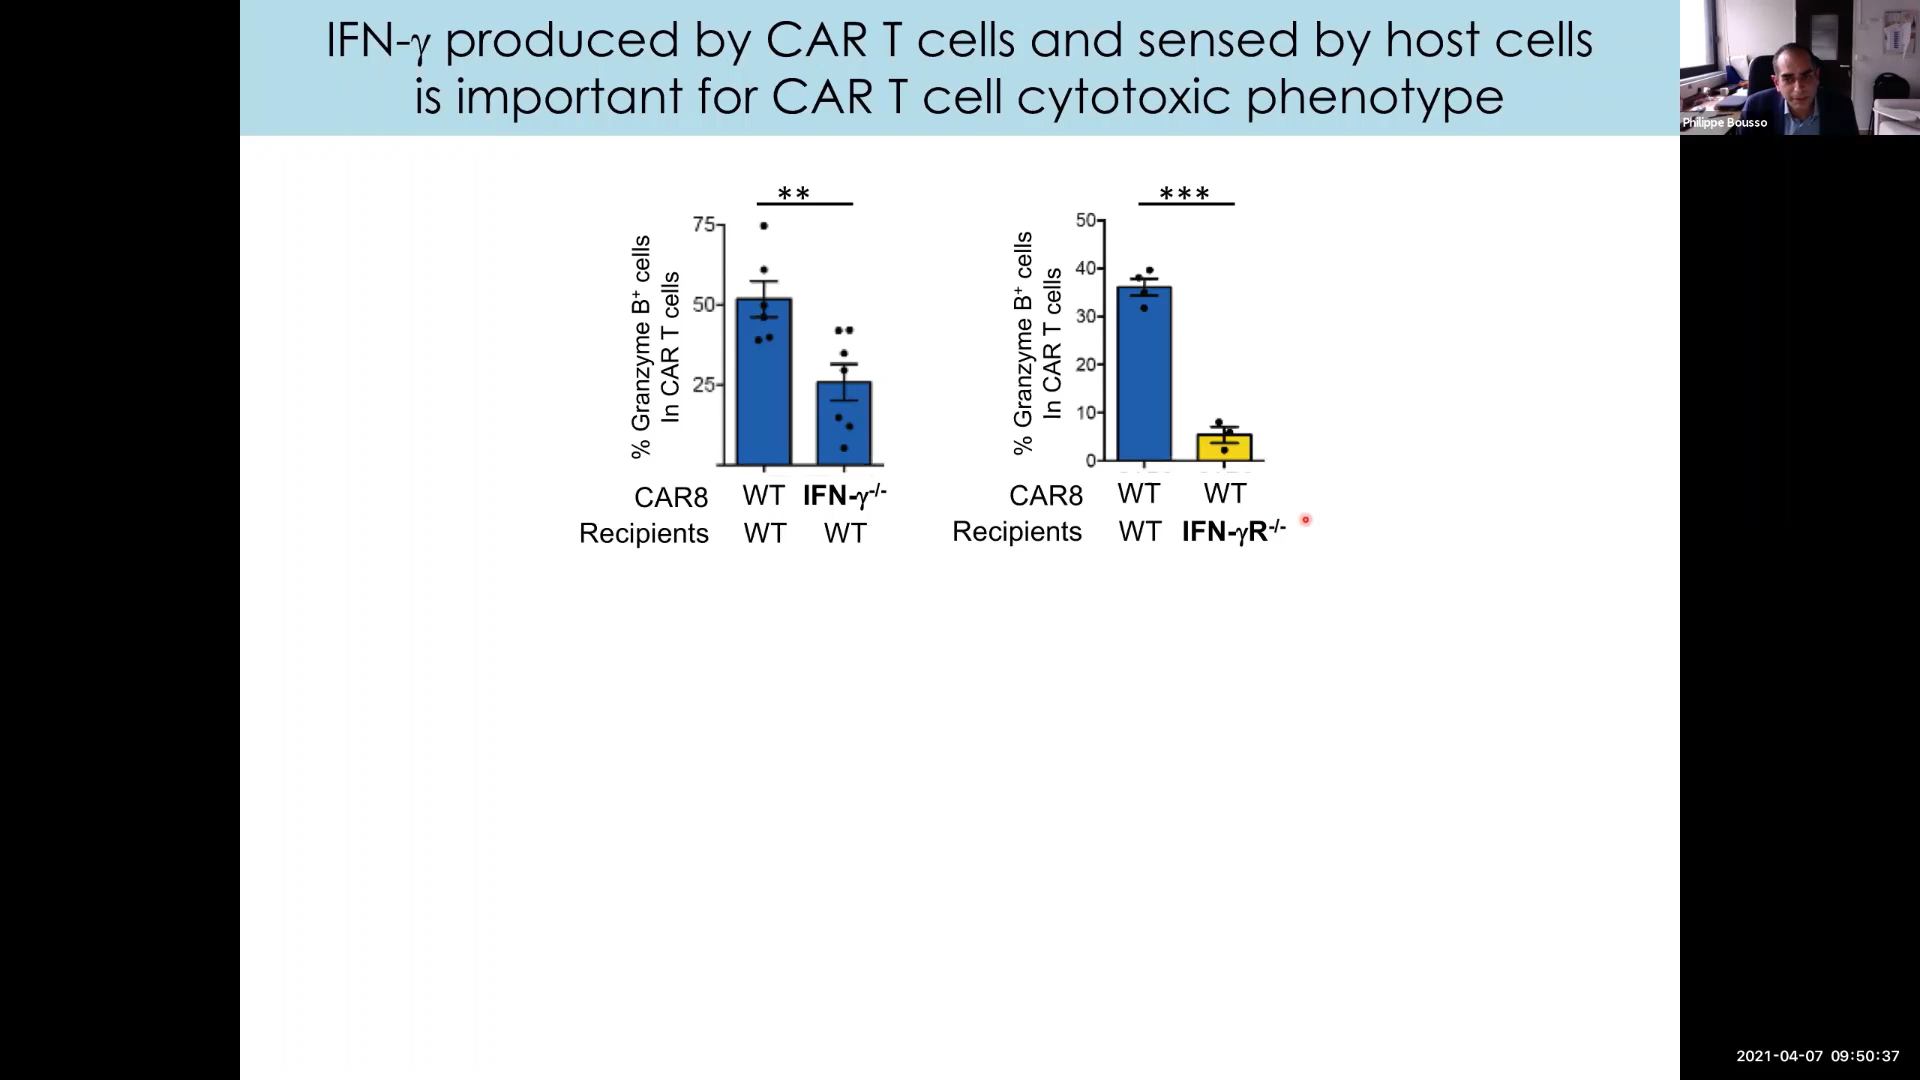 IFN-γ produced by CAR T cells and sensed by host cells
is important for CAR T cell cytotoxic phenotype
Philippe Bousso
**
75
50
25
% Granzyme B⁺ cells
In CAR T cells
CAR8 WT IFN-γ-/-
Recipients WT WT
***
50
40
30
20
10
0
% Granzyme B⁺ cells
In CAR T cells
CAR8 WT WT
Recipients WT IFN-γR-/-
2021-04-07 09:50:37